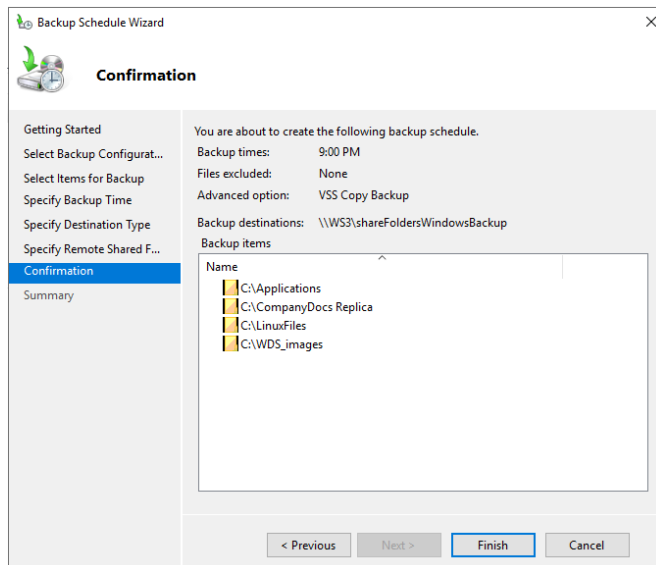 Backup Schedule Wizard
Confirmation
Getting Started
Select Backup Configurat...
Select Items for Backup
Specify Backup Time
Specify Destination Type
Specify Remote Shared F...
Confirmation
Summary
You are about to create the following backup schedule.
Backup times: 9:00 PM
Files excluded: None
Advanced option: VSS Copy Backup
Backup destinations: \\WS3\shareFoldersWindowsBackup
Backup items
Name
C:\Applications
C:\CompanyDocs Replica
C:\LinuxFiles
C:\WDS_images
< Previous Next > Finish Cancel